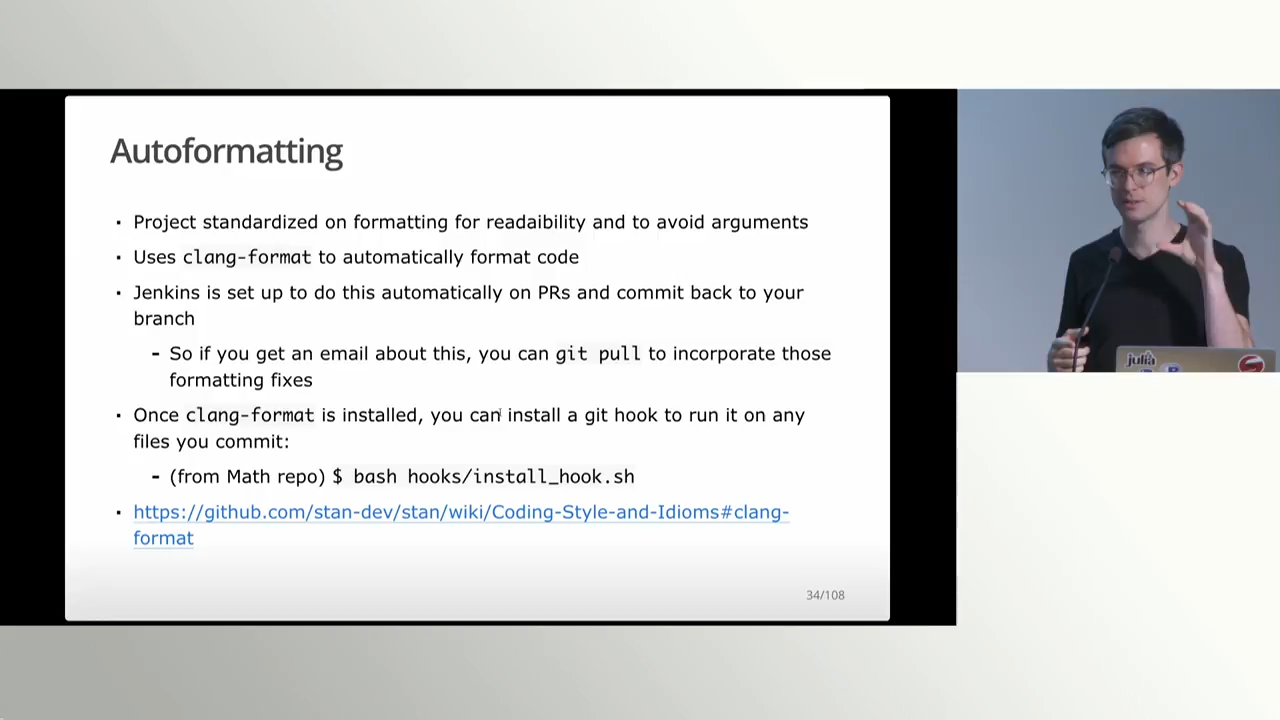 Autoformatting
▪ Project standardized on formatting for readaibility and to avoid arguments
▪ Uses clang-format to automatically format code
▪ Jenkins is set up to do this automatically on PRs and commit back to your
branch
- So if you get an email about this, you can git pull to incorporate those
formatting fixes
▪ Once clang-format is installed, you can install a git hook to run it on any
files you commit:
- (from Math repo) $ bash hooks/install_hook.sh
▪ https://github.com/stan-dev/stan/wiki/Coding-Style-and-Idioms#clang-
format
34/108
julia